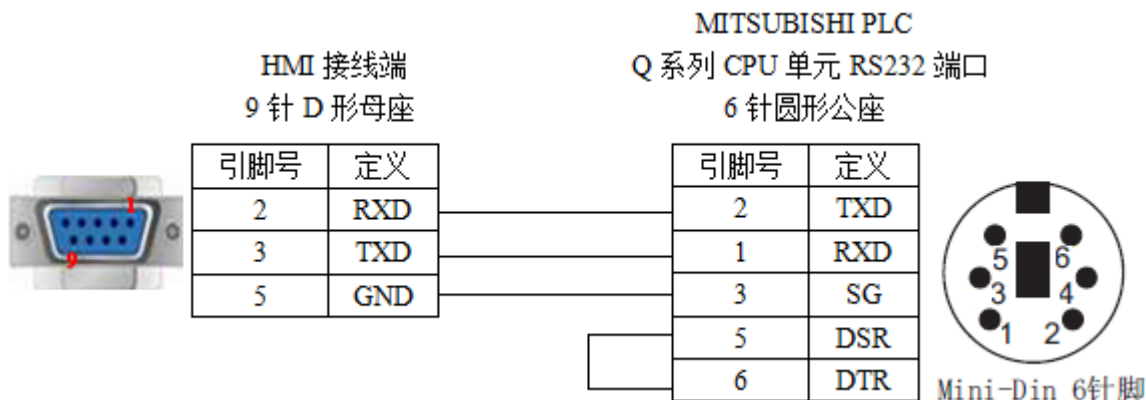 MITSUBISHI PLC
HMI 接线端
Q 系列 CPU 单元 RS232 端口
9 针 D 形母座
6 针圆形公座
引脚号 定义
2 RXD
3 TXD
5 GND
引脚号 定义
2 TXD
1 RXD
3 SG
5 DSR
6 DTR
1
9
5 6
3 4
1 2
Mini-Din 6针脚